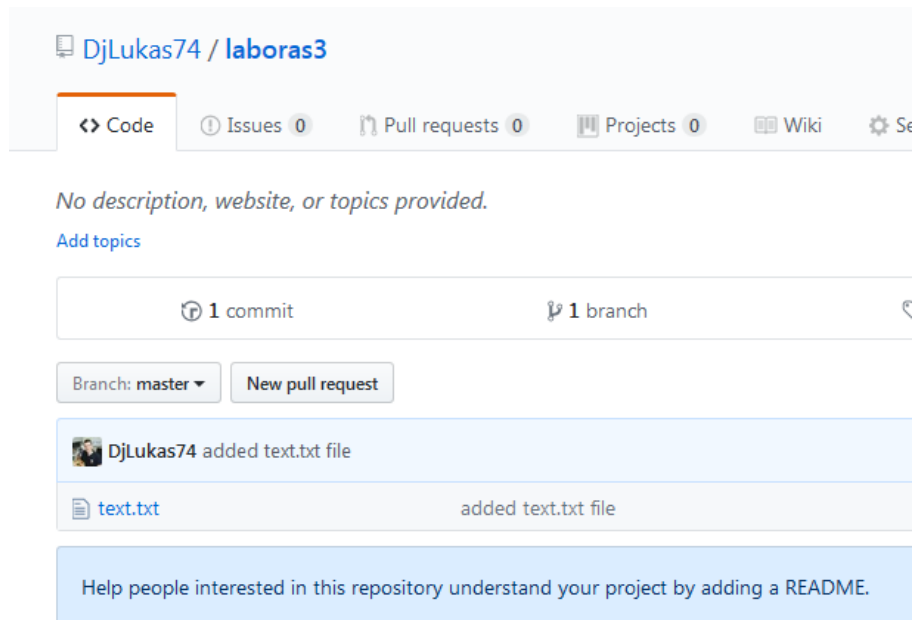 DjLukas74 / laboras3
Code Issues 0 Pull requests 0 Projects 0 Wiki
No description, website, or topics provided.
Add topics
1 commit 1 branch
Branch: master New pull request
DjLukas74 added text.txt file
text.txt added text.txt file
Help people interested in this repository understand your project by adding a README.